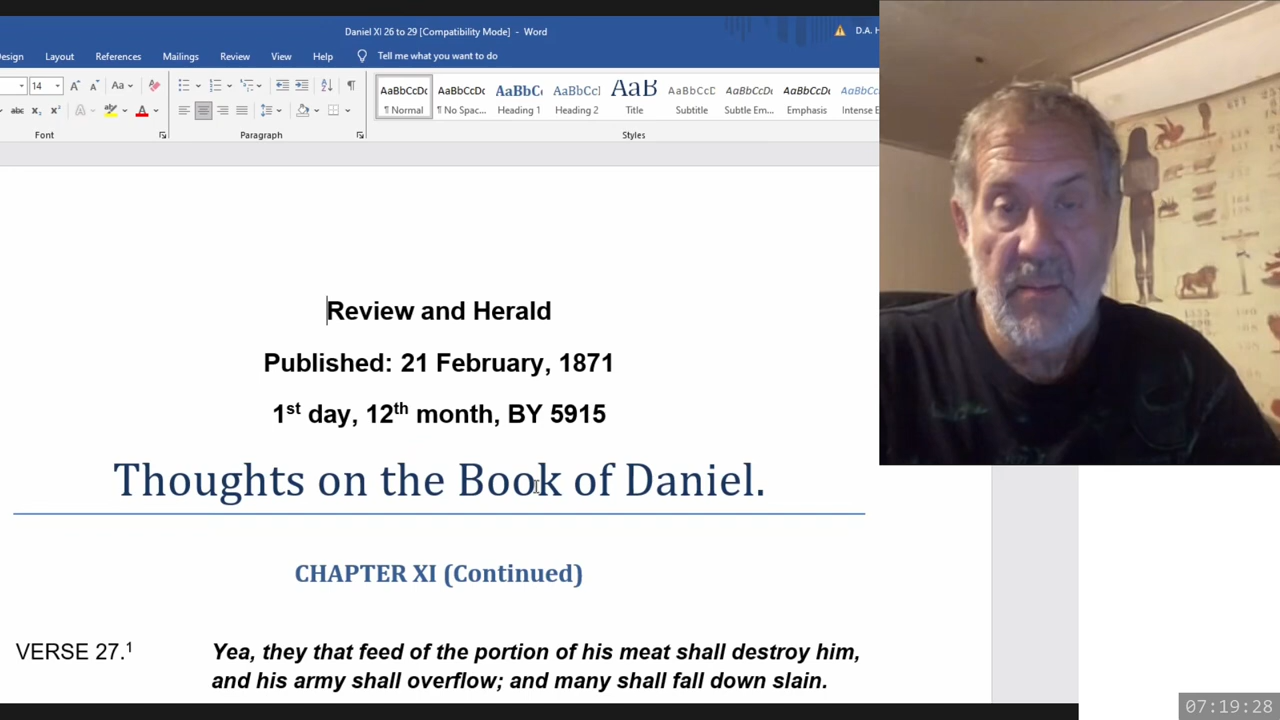 Daniel XI 26 to 29 [Compatibility Mode] - Word
D.A. H
esign Layout References Mailings Review View Help Tell me what you want to do
14 Aa
AaBbCcDc AaBbCcDc AaBbCc AaBbCcI AaB AaBbCcD AaBbCcDc AaBbCcDc AaBbCcDc
¶ Normal ¶ No Spac... Heading 1 Heading 2 Title Subtitle Subtle Em... Emphasis Intense E
Font Paragraph Styles
Review and Herald
Published: 21 February, 1871
1st day, 12th month, BY 5915
Thoughts on the Book of Daniel.
CHAPTER XI (Continued)
VERSE 27.1 Yea, they that feed of the portion of his meat shall destroy him,
and his army shall overflow; and many shall fall down slain.
07:19:28